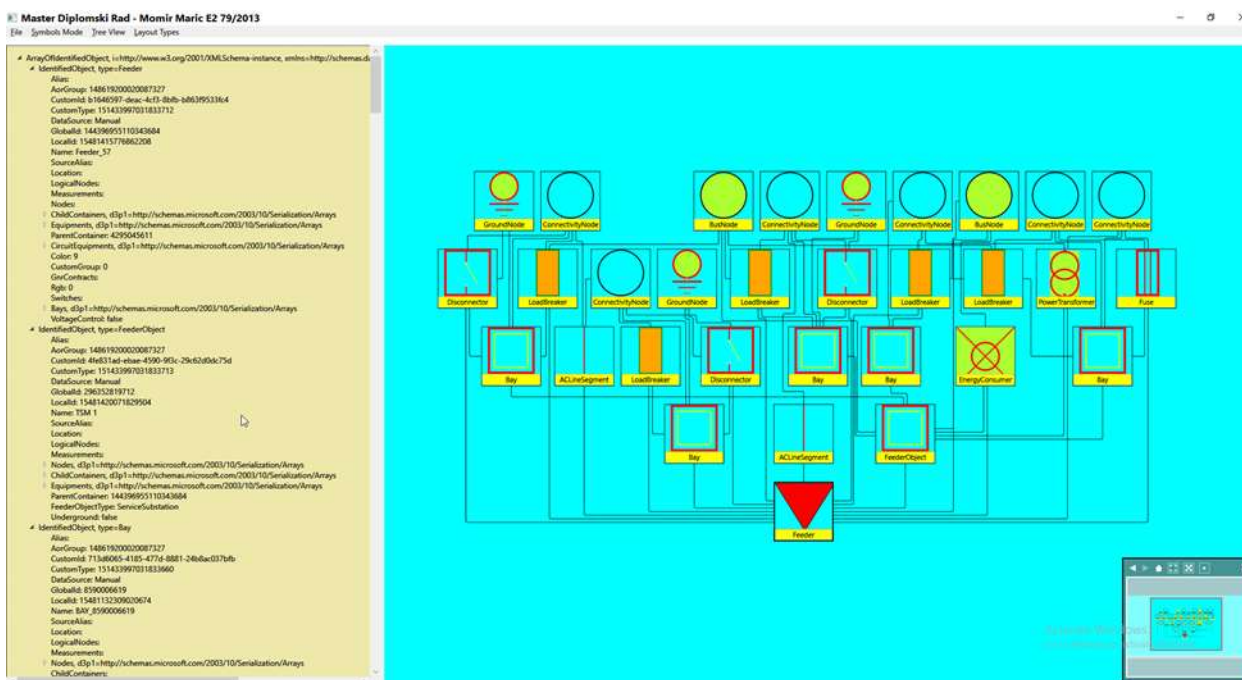 Master Diplomski Rad - Momir Maric E2 79/2013
File Symbols Mode Tree View Layout Types
ArrayOfIdentifiedObject, i=http://www.w3.org/2001/XMLSchema-instance, xmlns=http://schemas.d
IdentifiedObject, type=Feeder
Alias:
AorGroup: 148619200020087327
CustomId: b1646597-deac-4cf3-8bfb-b863f9533fc4
CustomType: 151433997031833712
DataSource: Manual
GlobalId: 144396955110343684
LocalId: 15481415776862208
Name: Feeder_57
SourceAlias:
Location:
LogicalNodes:
Measurements:
Nodes:
ChildContainers, d3p1=http://schemas.microsoft.com/2003/10/Serialization/Arrays
Equipments, d3p1=http://schemas.microsoft.com/2003/10/Serialization/Arrays
ParentContainer: 4295045611
CircuitEquipments, d3p1=http://schemas.microsoft.com/2003/10/Serialization/Arrays
Color: 9
CustomGroup: 0
GnrContracts:
Rgb: 0
Switches:
Bays, d3p1=http://schemas.microsoft.com/2003/10/Serialization/Arrays
VoltageControl: false
IdentifiedObject, type=FeederObject
Alias:
AorGroup: 148619200020087327
CustomId: 4fe831ad-ebae-4590-9f3c-29c62d0dc75d
CustomType: 151433997031833713
DataSource: Manual
GlobalId: 296352819712
LocalId: 15481420071829504
Name: TSM 1
SourceAlias:
Location:
LogicalNodes:
Measurements:
Nodes, d3p1=http://schemas.microsoft.com/2003/10/Serialization/Arrays
ChildContainers, d3p1=http://schemas.microsoft.com/2003/10/Serialization/Arrays
Equipments, d3p1=http://schemas.microsoft.com/2003/10/Serialization/Arrays
ParentContainer: 144396955110343684
FeederObjectType: ServiceSubstation
Underground: false
IdentifiedObject, type=Bay
Alias:
AorGroup: 148619200020087327
CustomId: 713d6065-4185-477d-8881-24b8ac037bfb
CustomType: 151433997031833660
DataSource: Manual
GlobalId: 8590006619
LocalId: 15481132309020674
Name: BAY_8590006619
SourceAlias:
Location:
LogicalNodes:
Measurements:
Nodes, d3p1=http://schemas.microsoft.com/2003/10/Serialization/Arrays
ChildContainers:
GroundNode ConnectivityNode BusNode ConnectivityNode GroundNode ConnectivityNode BusNode ConnectivityNode ConnectivityNode
Disconnector LoadBreaker ConnectivityNode GroundNode LoadBreaker Disconnector LoadBreaker LoadBreaker PowerTransformer Fuse
Bay ACLineSegment LoadBreaker Disconnector Bay Bay EnergyConsumer Bay
Bay ACLineSegment FeederObject
Feeder